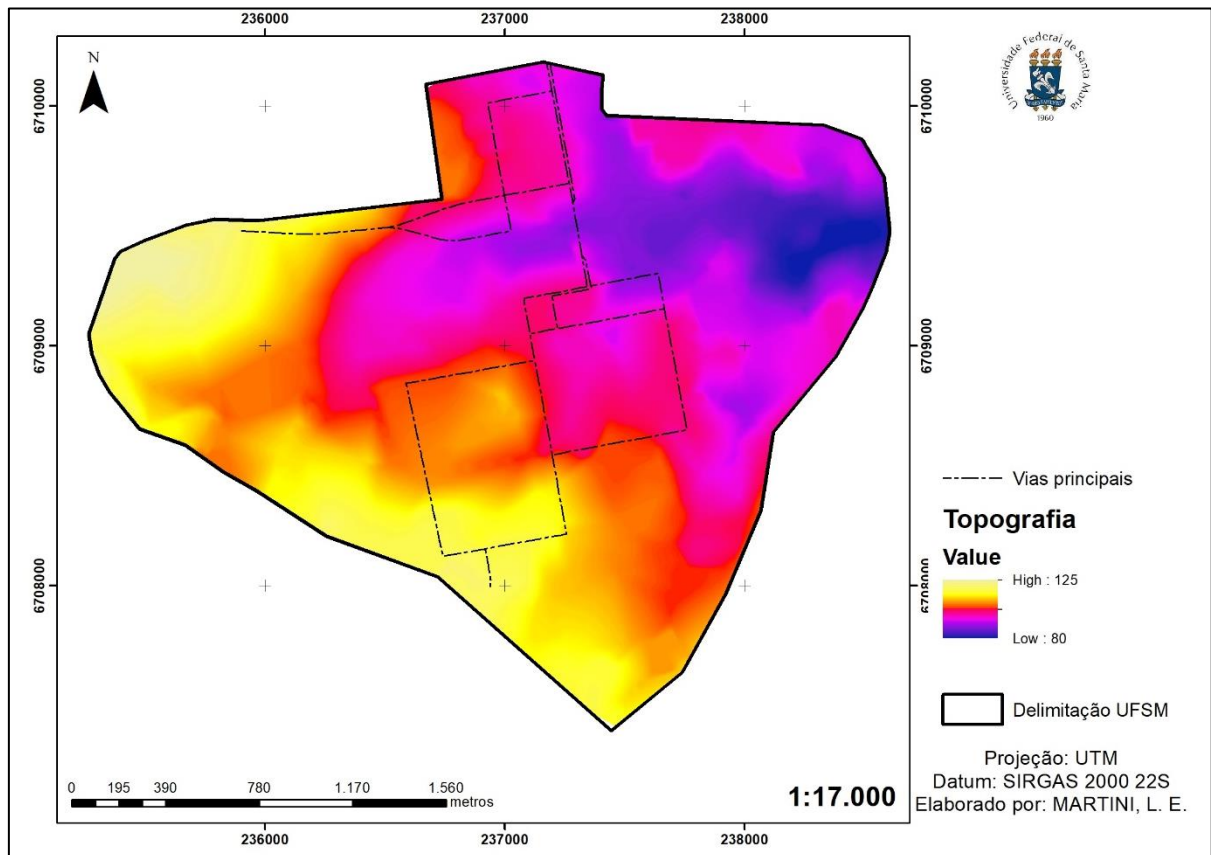 236000
237000
238000
N
6710000
6710000
6709000
6709000
6708000
6708000
Universidade Federal de Santa Maria
1960
Vias principais
Topografia
Value
High : 125
Low : 80
Delimitação UFSM
Projeção: UTM
Datum: SIRGAS 2000 22S
Elaborado por: MARTINI, L. E.
0 195 390 780 1.170 1.560
metros
1:17.000
236000
237000
238000